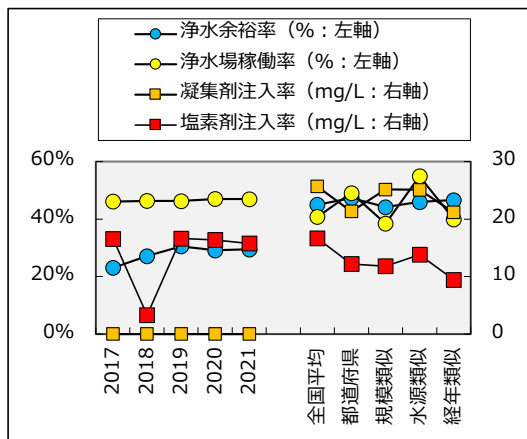 浄水余裕率（%：左軸）
浄水場稼働率（%：左軸）
凝集剤注入率（mg/L：右軸）
塩素剤注入率（mg/L：右軸）
60%
40%
20%
0%
30
20
10
0
2017
2018
2019
2020
2021
全国平均
都道府県
規模類似
水源類似
経年類似